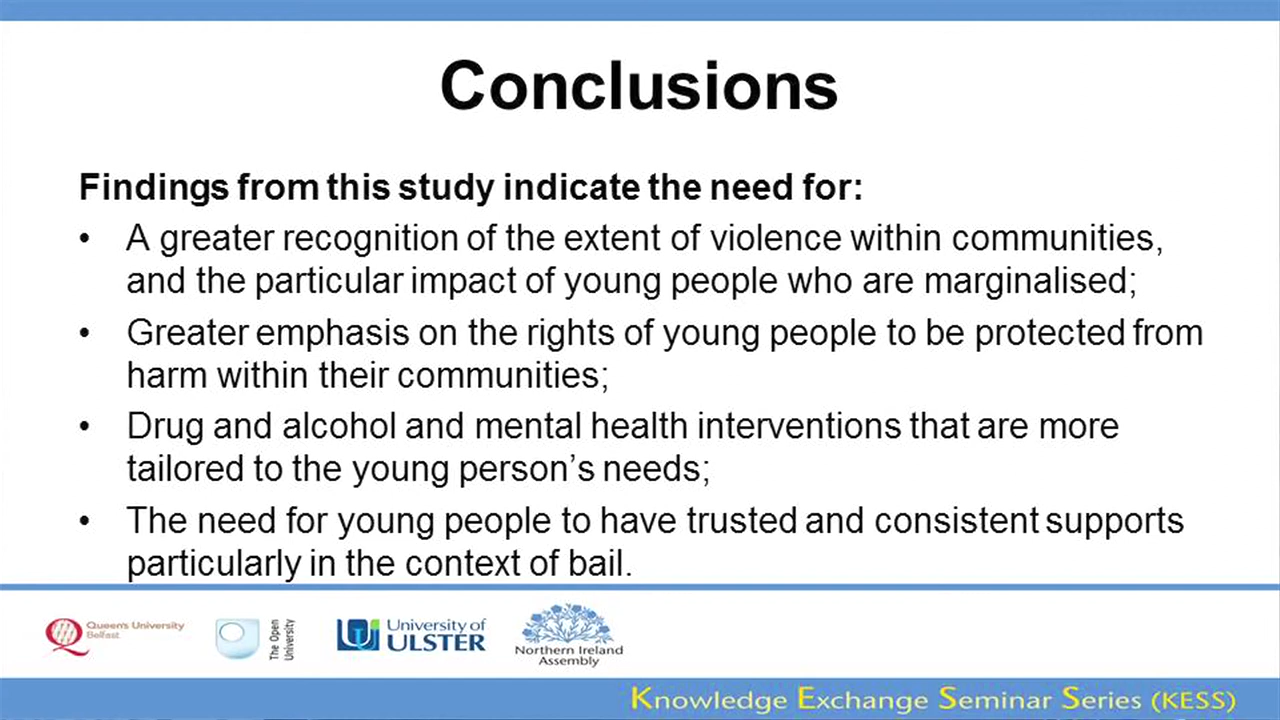 Conclusions
Findings from this study indicate the need for:
• A greater recognition of the extent of violence within communities,
and the particular impact of young people who are marginalised;
• Greater emphasis on the rights of young people to be protected from
harm within their communities;
• Drug and alcohol and mental health interventions that are more
tailored to the young person’s needs;
• The need for young people to have trusted and consistent supports
particularly in the context of bail.
Queen's University
Belfast
The Open
University
University of
ULSTER
Northern Ireland
Assembly
Knowledge Exchange Seminar Series (KESS)